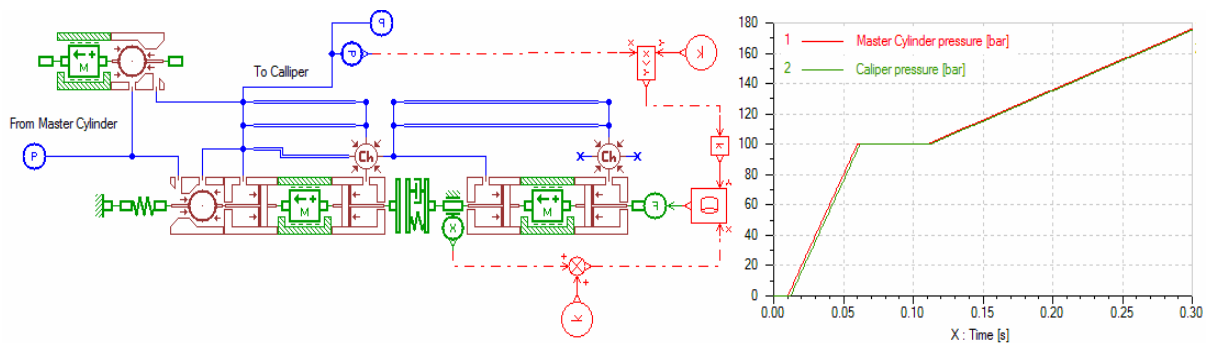 P
P
K
X
Y
X>Y
M
To Calliper
From Master Cylinder
P
Ch
X
Ch
X
K
Y
M
M
F
X
X
+
+
K
180
160
140
120
100
80
60
40
20
0
1 Master Cylinder pressure [bar]
2 Caliper pressure [bar]
0.00 0.05 0.10 0.15 0.20 0.25 0.30
X : Time [s]